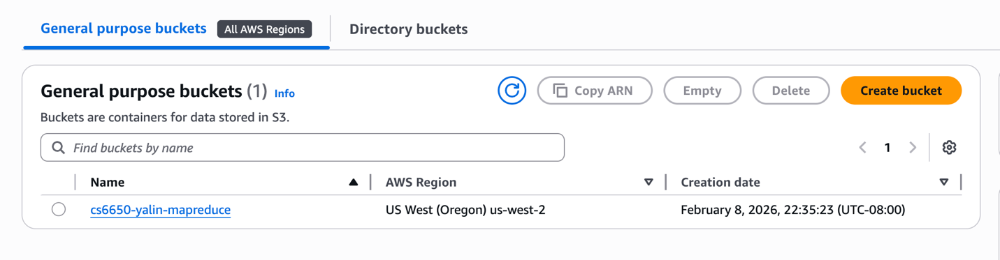 General purpose buckets All AWS Regions Directory buckets
General purpose buckets (1) Info Copy ARN Empty Delete Create bucket
Buckets are containers for data stored in S3.
Find buckets by name 1
Name AWS Region Creation date
cs6650-yalin-mapreduce US West (Oregon) us-west-2 February 8, 2026, 22:35:23 (UTC-08:00)